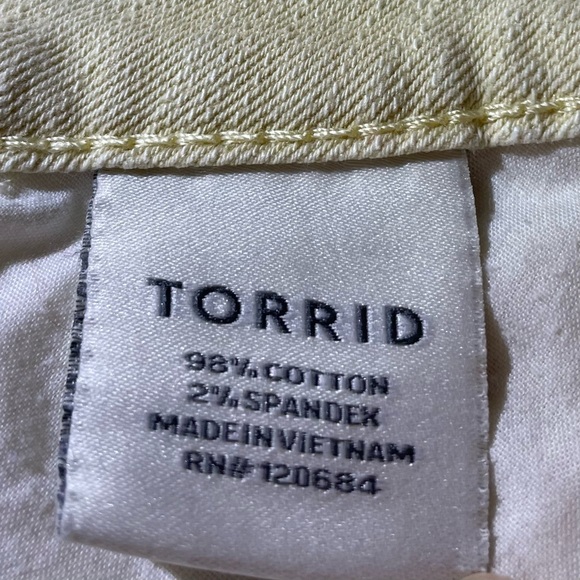 TORRID
98% COTTON
2% SPANDEX
MADE IN VIETNAM
RN# 120684